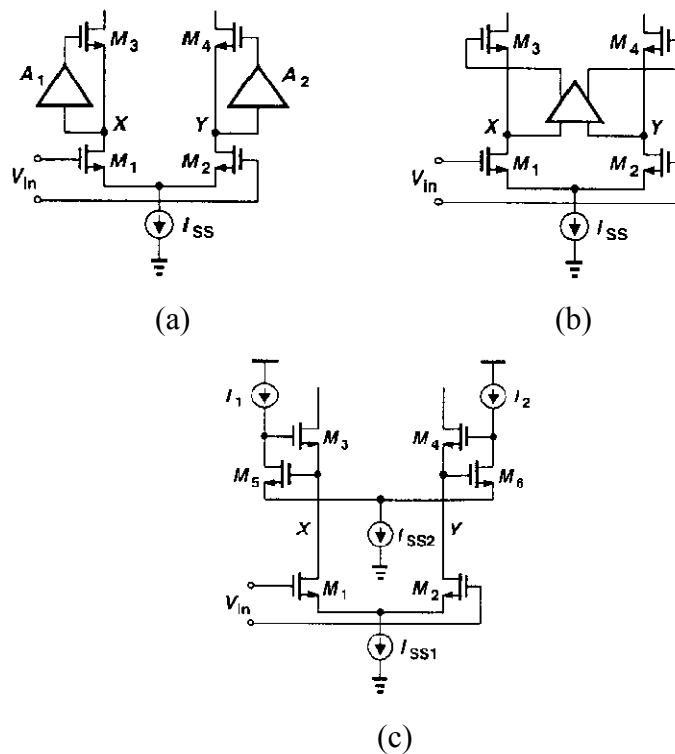 M3 M4 M3 M4
A1 A2
X Y X Y
M1 M2 M1 M2
Vin Vin
ISS ISS
(a) (b)
I1 I2
M3 M4
M5 M6
X ISS2 Y
M1 M2
Vin
ISS1
(c)